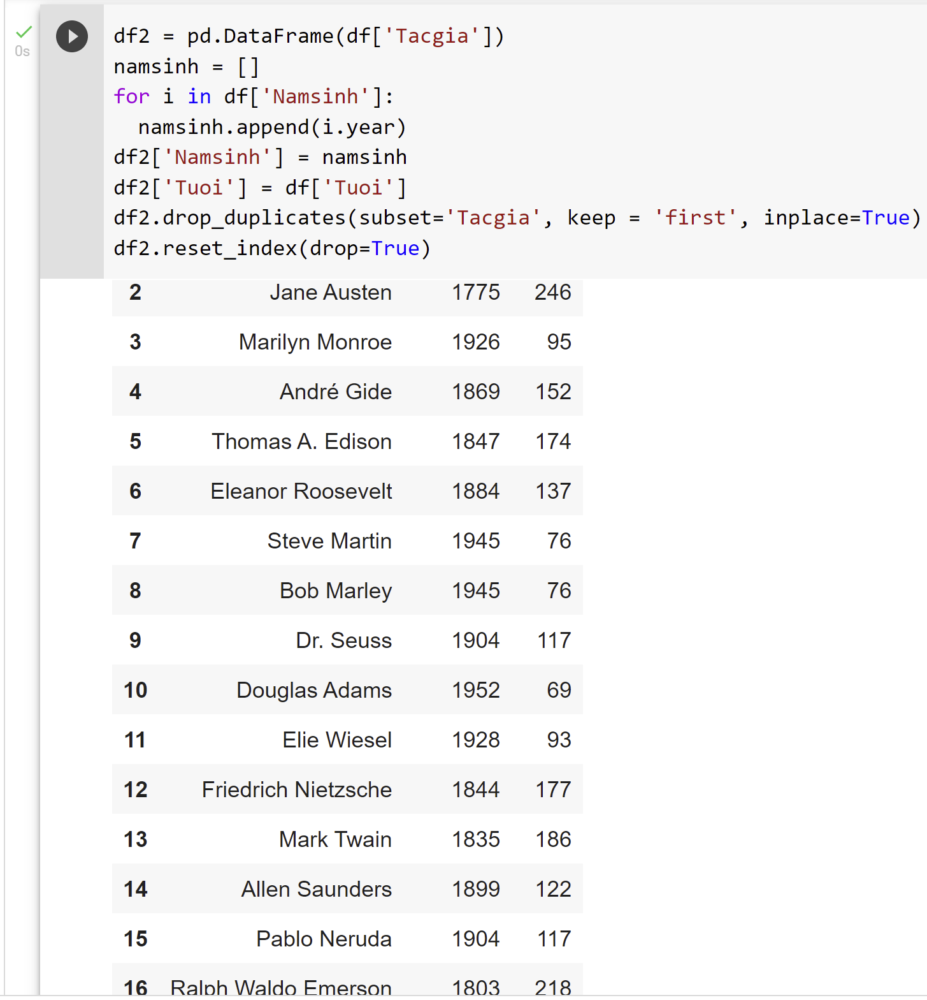 0s
df2 = pd.DataFrame(df['Tacgia'])
namsinh = []
for i in df['Namsinh']:
  namsinh.append(i.year)
df2['Namsinh'] = namsinh
df2['Tuoi'] = df['Tuoi']
df2.drop_duplicates(subset='Tacgia', keep = 'first', inplace=True)
df2.reset_index(drop=True)
2 Jane Austen 1775 246
3 Marilyn Monroe 1926 95
4 André Gide 1869 152
5 Thomas A. Edison 1847 174
6 Eleanor Roosevelt 1884 137
7 Steve Martin 1945 76
8 Bob Marley 1945 76
9 Dr. Seuss 1904 117
10 Douglas Adams 1952 69
11 Elie Wiesel 1928 93
12 Friedrich Nietzsche 1844 177
13 Mark Twain 1835 186
14 Allen Saunders 1899 122
15 Pablo Neruda 1904 117
16 Ralph Waldo Emerson 1803 218